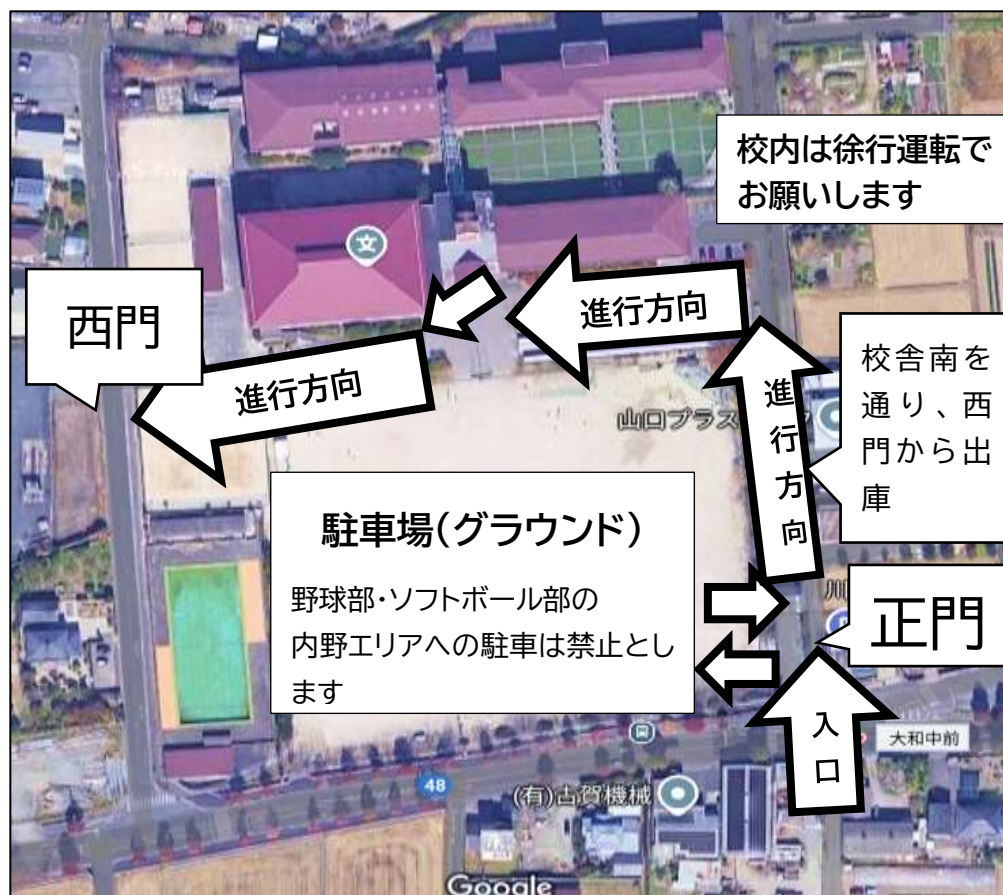 校内は徐行運転で
お願いします
文
進行方向
西門
進行方向
校舎南を
通り、西
門から出
庫
山口プラス
進行方向
駐車場(グラウンド)
野球部・ソフトボール部の
内野エリアへの駐車は禁止とし
ます
川
正門
入口
大和中前
48
(有)古賀機械
Google